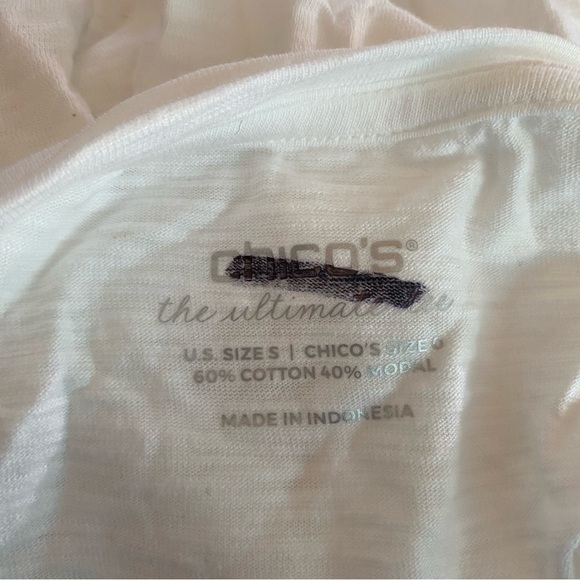 chico's®
the ultimate tee
U.S. SIZE S | CHICO'S SIZE 0
60% COTTON 40% MODAL
MADE IN INDONESIA